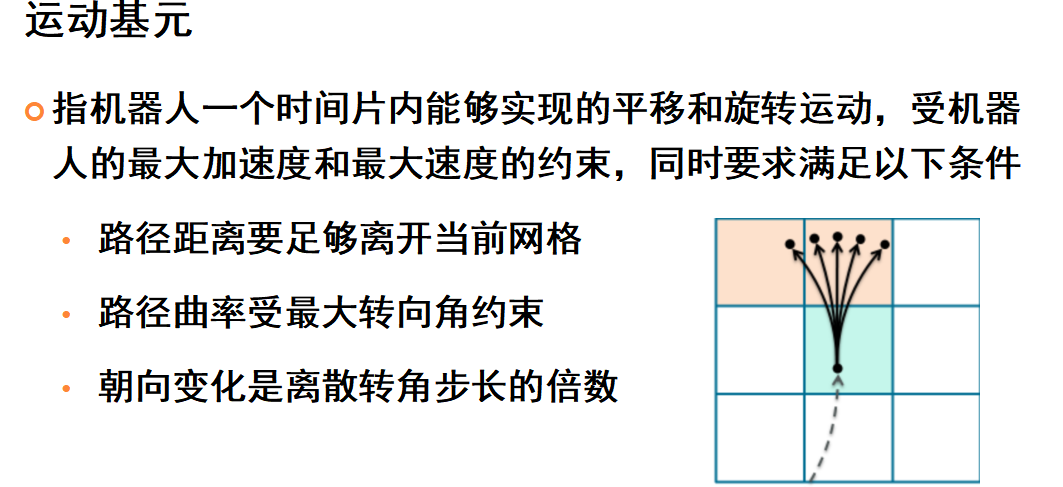 运动基元
指机器人一个时间片内能够实现的平移和旋转运动，受机器
人的最大加速度和最大速度的约束，同时要求满足以下条件
路径距离要足够离开当前网格
路径曲率受最大转向角约束
朝向变化是离散转角步长的倍数